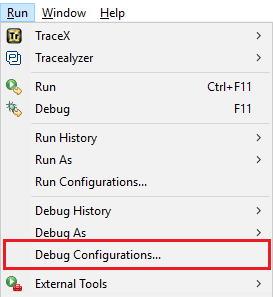 Run Window Help
Tr TraceX
Tracealyzer
Run Ctrl+F11
Debug F11
Run History
Run As
Run Configurations...
Debug History
Debug As
Debug Configurations...
External Tools